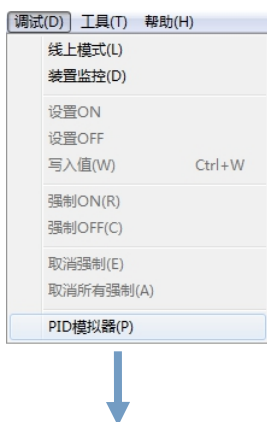 调试(D) 工具(T) 帮助(H)
线上模式(L)
装置监控(D)
设置ON
设置OFF
写入值(W) Ctrl+W
强制ON(R)
强制OFF(C)
取消强制(E)
取消所有强制(A)
PID模拟器(P)